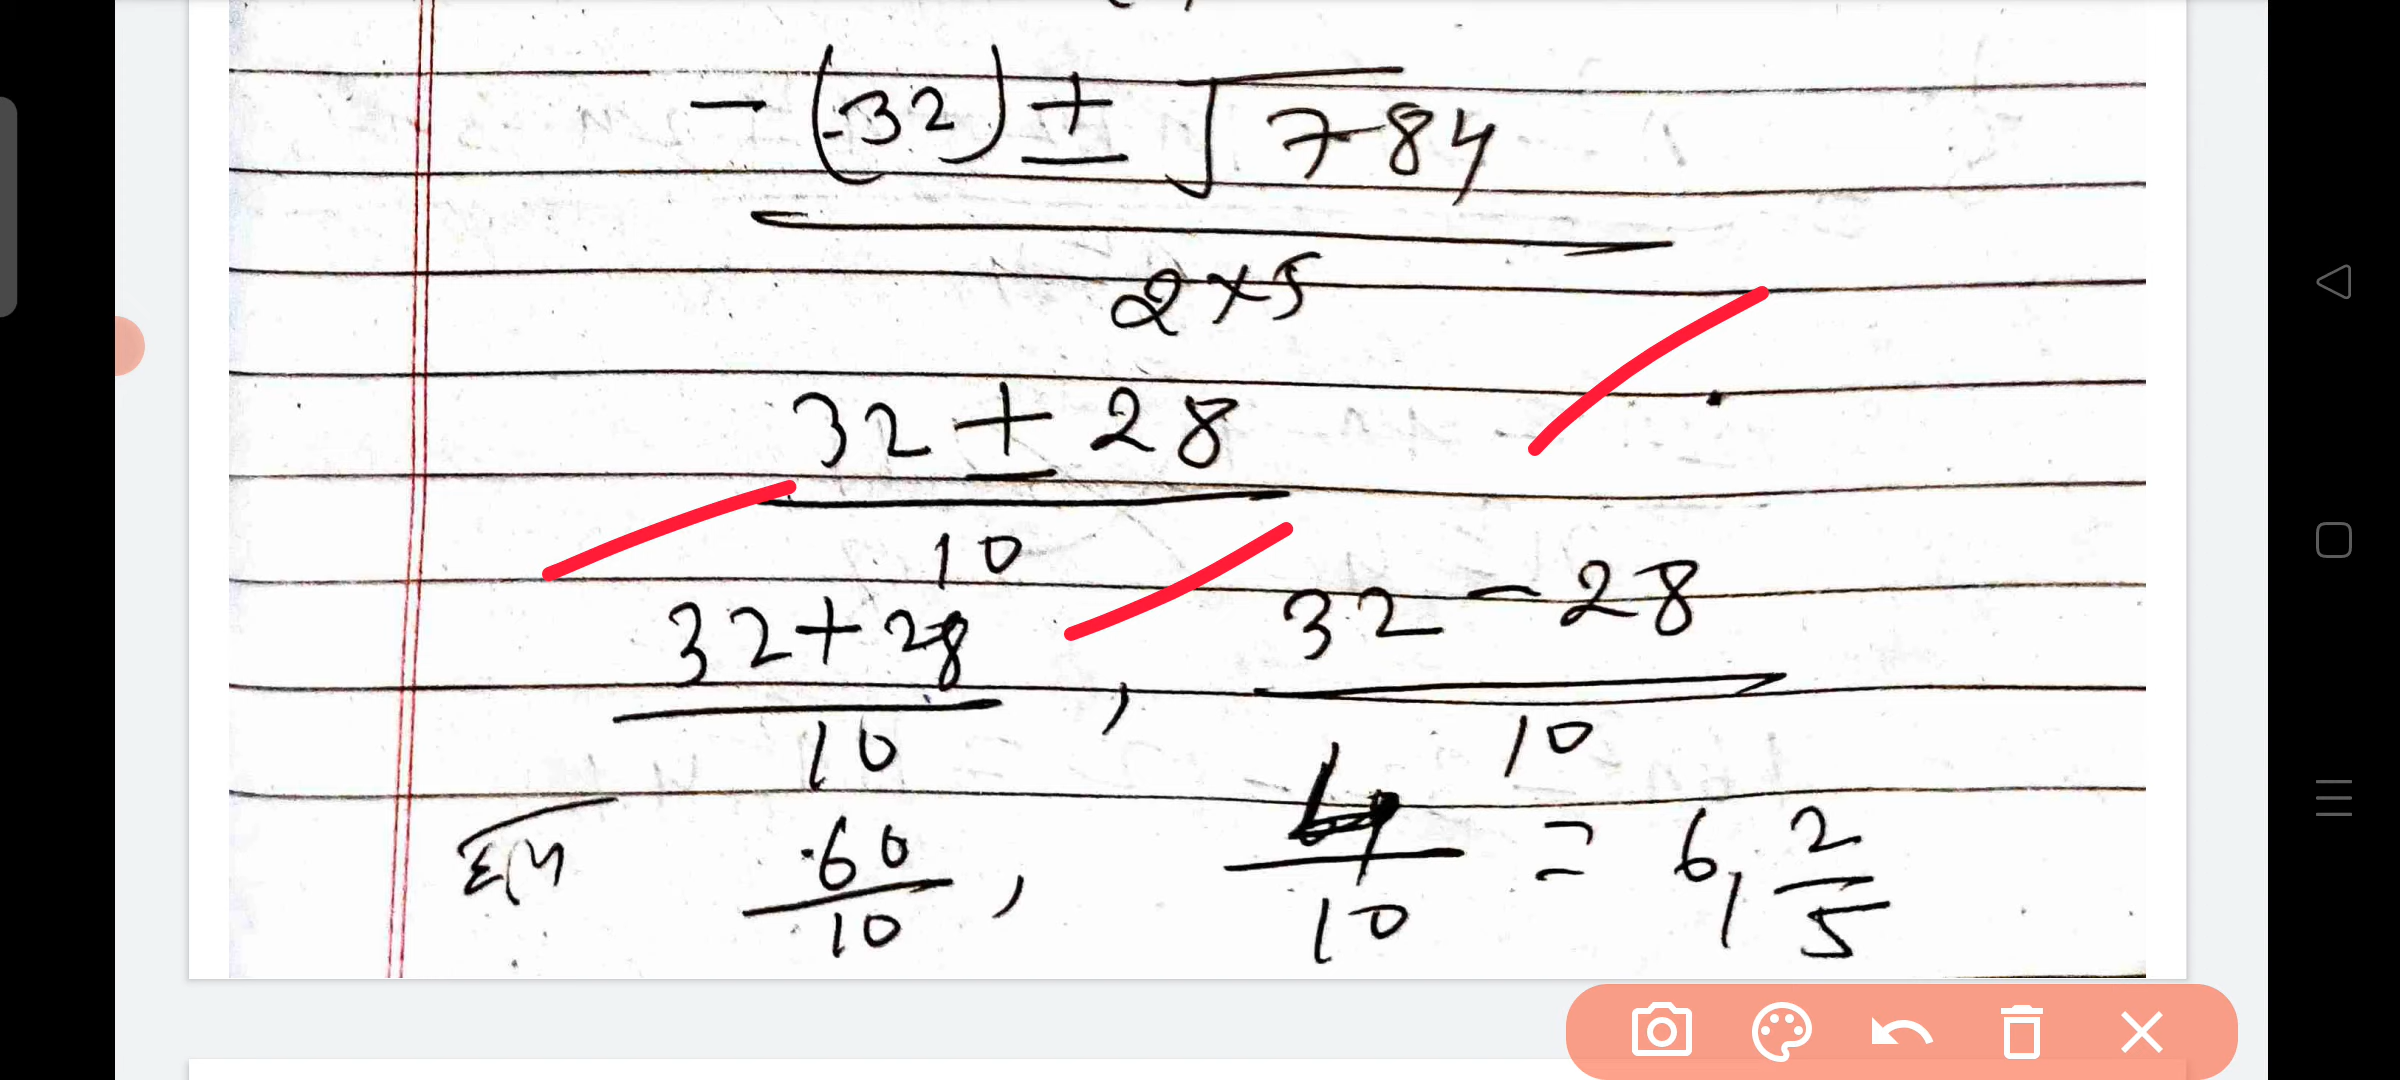 -(-32) ± √784
2×5
32 ± 28
10
32+28 , 32-28
10 10
60 , 4 = 6, 2
10 10 5